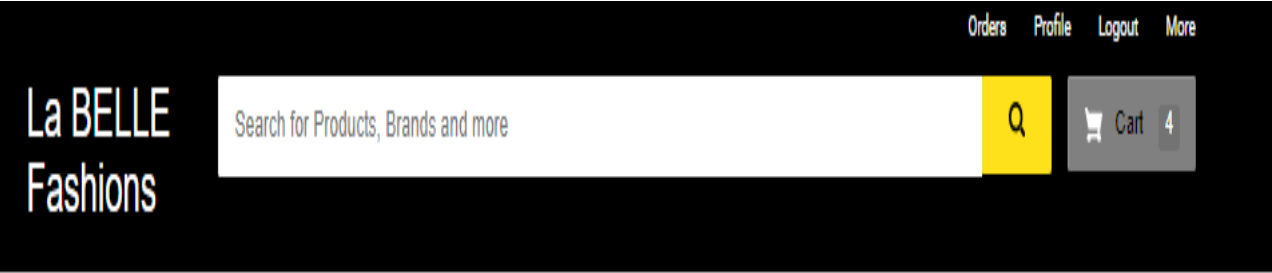 Orders Profile Logout More
La BELLE
Fashions
Search for Products, Brands and more
Cart 4